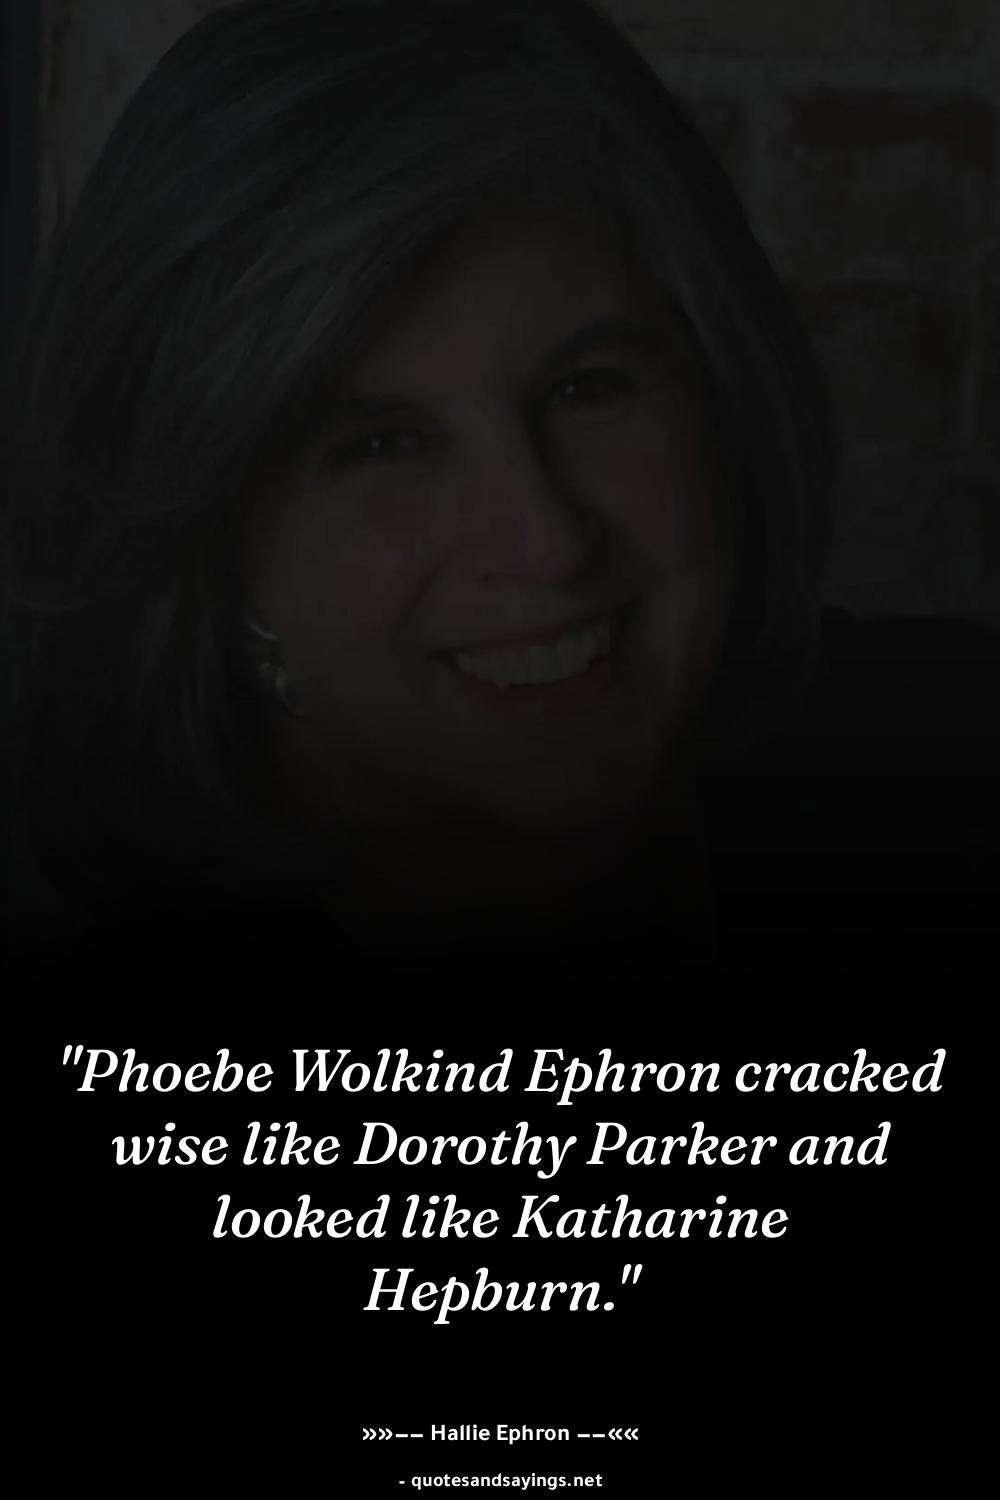 "Phoebe Wolkind Ephron cracked
wise like Dorothy Parker and
looked like Katharine
Hepburn."
»»–– Hallie Ephron ––««
- quotesandsayings.net